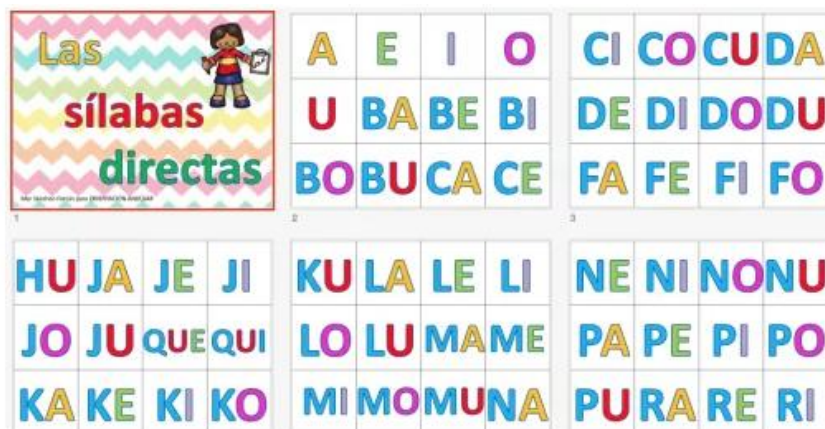 Las
sílabas
directas
1
A E I O
U BA BE BI
BO BU CA CE
2
CI CO CU DA
DE DI DO DU
FA FE FI FO
3
HU JA JE JI
JO JU QUE QUI
KA KE KI KO
KU LA LE LI
LO LU MA ME
MI MO MU NA
NE NI NO NU
PA PE PI PO
PU RA RE RI